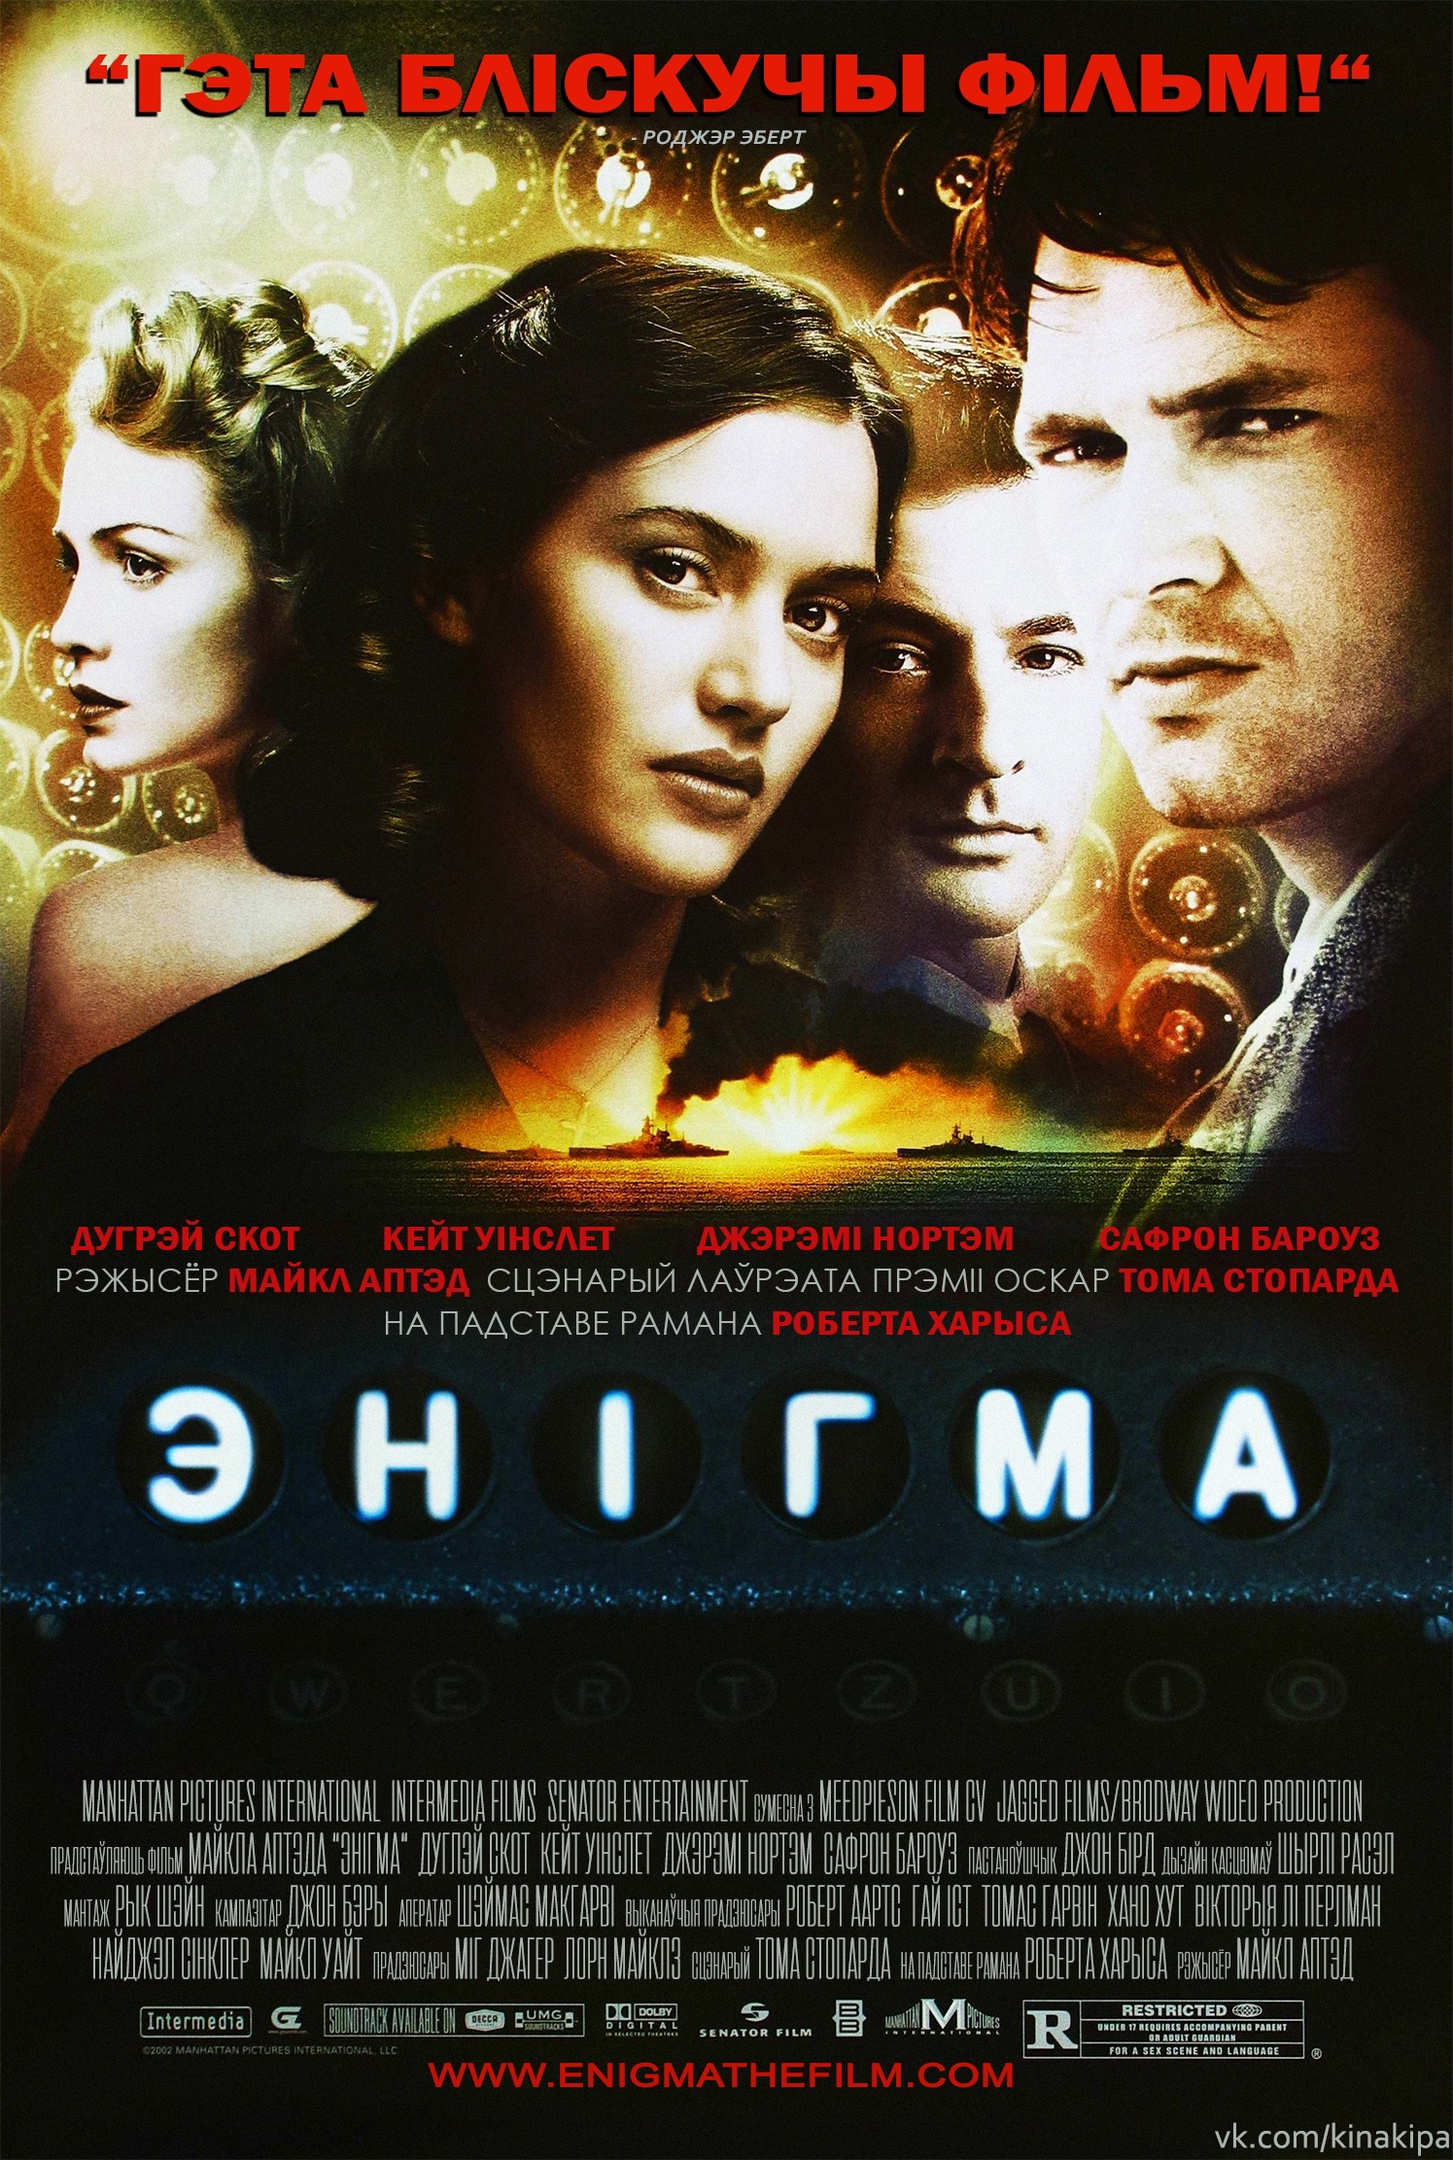 “ГЭТА БЛІСКУЧЫ ФІЛЬМ!“
- РОДЖЭР ЭБЕРТ
ДУГРЭЙ СКОТ КЕЙТ УІНСЛЕТ ДЖЭРЭМІ НОРТЭМ САФРОН БАРОУЗ
РЭЖЫСЁР МАЙКЛ АПТЭД СЦЭНАРЫЙ ЛАЎРЭАТА ПРЭМІІ ОСКАР ТОМА СТОПАРДА
НА ПАДСТАВЕ РАМАНА РОБЕРТА ХАРЫСА
ЭНІГМА
Q W E R T Z U I O
MANHATTAN PICTURES INTERNATIONAL INTERMEDIA FILMS SENATOR ENTERTAINMENT СУМЕСНА З MEEDPIESON FILM CV JAGGED FILMS/BRODWAY WIDEO PRODUCTION
ПРАДСТАЎЛЯЮЦЬ ФІЛЬМ МАЙКЛА АПТЭДА "ЭНІГМА" ДУГЛЭЙ СКОТ КЕЙТ УІНСЛЕТ ДЖЭРЭМІ НОРТЭМ САФРОН БАРОУЗ ПАСТАНОЎШЧЫК ДЖОН БІРД ДЫЗАЙН КАСЦЮМАЎ ШЫРЛІ РАСЭЛ
МАНТАЖ РЫК ШЭЙН КАМПАЗІТАР ДЖОН БЭРЫ АПЕРАТАР ШЭЙМАС МАКГАРВІ ВЫКАНАЎЧЫЯ ПРАДЗЮСАРЫ РОБЕРТ ААРТС ГАЙ ІСТ ТОМАС ГАРВІН ХАНО ХУТ ВІКТОРЫЯ ЛІ ПЕРЛМАН
НАЙДЖЭЛ СІНКЛЕР МАЙКЛ УАЙТ ПРАДЗЮСАРЫ МІГ ДЖАГЕР ЛОРН МАЙКЛЗ СЦЭНАРЫЙ ТОМА СТОПАРДА НА ПАДСТАВЕ РАМАНА РОБЕРТА ХАРЫСА РЭЖЫСЁР МАЙКЛ АПТЭД
Intermedia SOUNDTRACK AVAILABLE ON DECCA UMG SOUNDTRACKS DOLBY DIGITAL IN SELECTED THEATRES SENATOR FILM MANHATTAN PICTURES INTERNATIONAL
R RESTRICTED
UNDER 17 REQUIRES ACCOMPANYING PARENT
OR ADULT GUARDIAN
FOR A SEX SCENE AND LANGUAGE ®
©2002 MANHATTAN PICTURES INTERNATIONAL, LLC
WWW.ENIGMATHEFILM.COM
vk.com/kinakipa